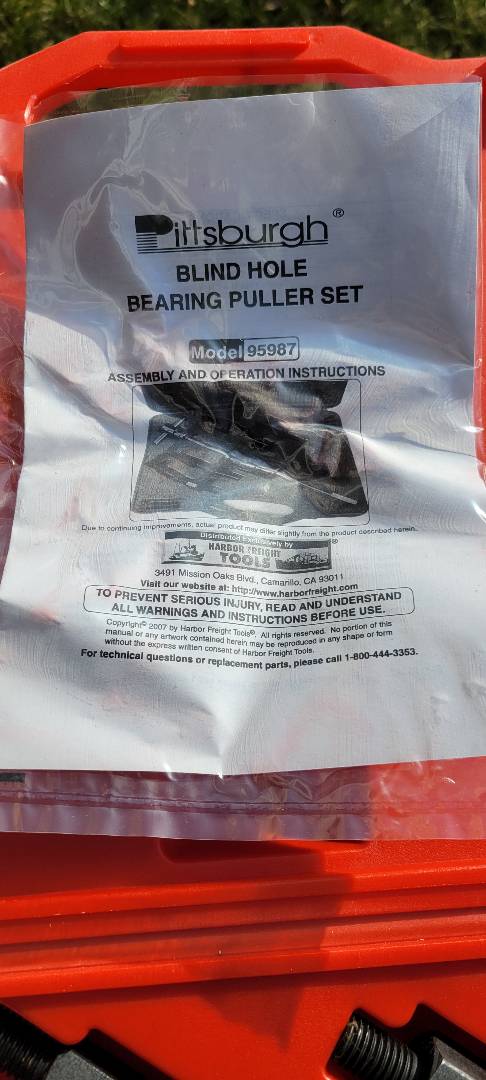 Pittsburgh®
BLIND HOLE
BEARING PULLER SET
Model 95987
ASSEMBLY AND OPERATION INSTRUCTIONS
Due to continuing improvements, actual product may differ slightly from the product described herein.
Distributed Exclusively by
HARBOR FREIGHT
TOOLS®
3491 Mission Oaks Blvd., Camarillo, CA 93011
Visit our website at: http://www.harborfreight.com
TO PREVENT SERIOUS INJURY, READ AND UNDERSTAND
ALL WARNINGS AND INSTRUCTIONS BEFORE USE.
Copyright© 2007 by Harbor Freight Tools®. All rights reserved. No portion of this
manual or any artwork contained herein may be reproduced in any shape or form
without the express written consent of Harbor Freight Tools.
For technical questions or replacement parts, please call 1-800-444-3353.